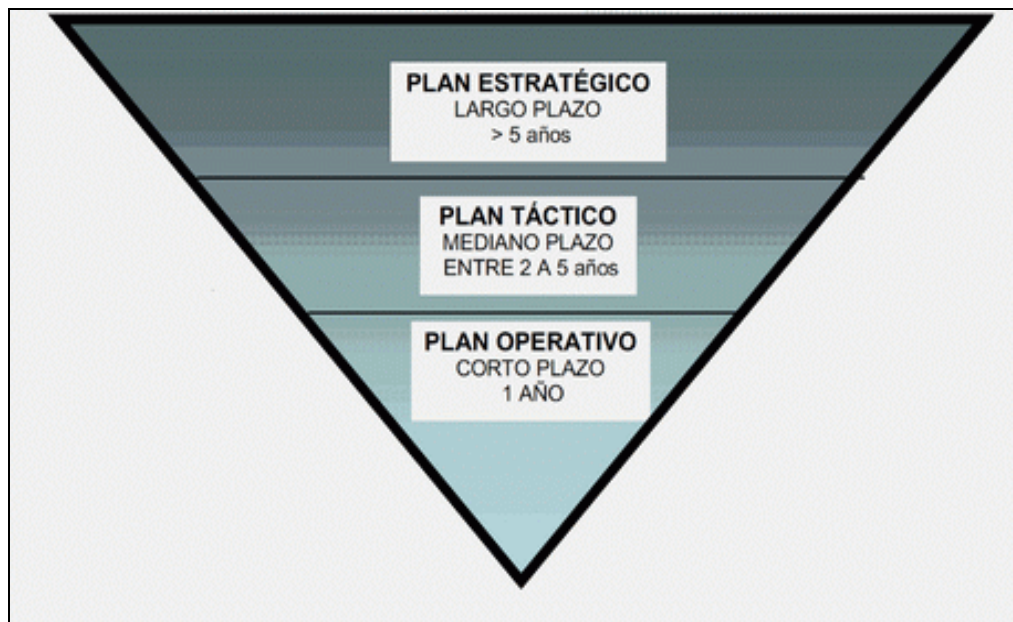 PLAN ESTRATÉGICO
LARGO PLAZO
> 5 años
PLAN TÁCTICO
MEDIANO PLAZO
ENTRE 2 A 5 años
PLAN OPERATIVO
CORTO PLAZO
1 AÑO